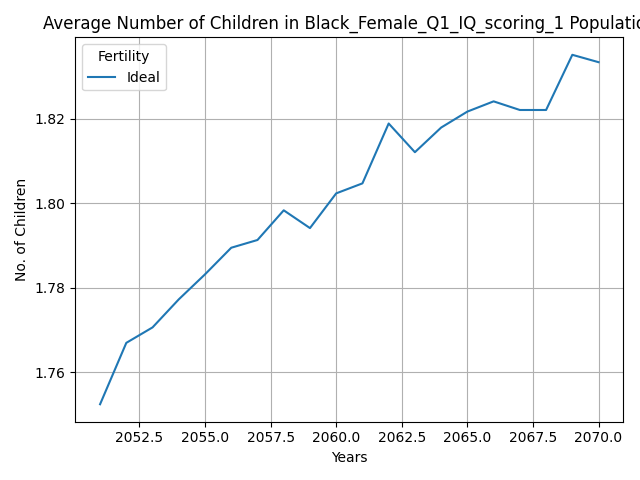 Average Number of Children in Black_Female_Q1_IQ_scoring_1 Populatio
Fertility
Ideal
No. of Children
1.82
1.80
1.78
1.76
2052.5 2055.0 2057.5 2060.0 2062.5 2065.0 2067.5 2070.0
Years